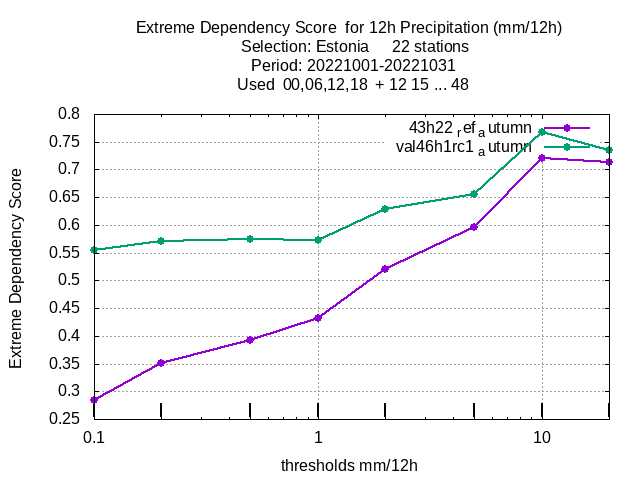 Extreme Dependency Score  for 12h Precipitation (mm/12h)
Selection: Estonia     22 stations
Period: 20221001-20221031
Used  00,06,12,18  + 12 15 ... 48
0.8
0.75
0.7
0.65
0.6
0.55
0.5
0.45
0.4
0.35
0.3
0.25
Extreme Dependency Score
43h22 ref autumn
val46h1rc1 autumn
0.1 1 10
thresholds mm/12h